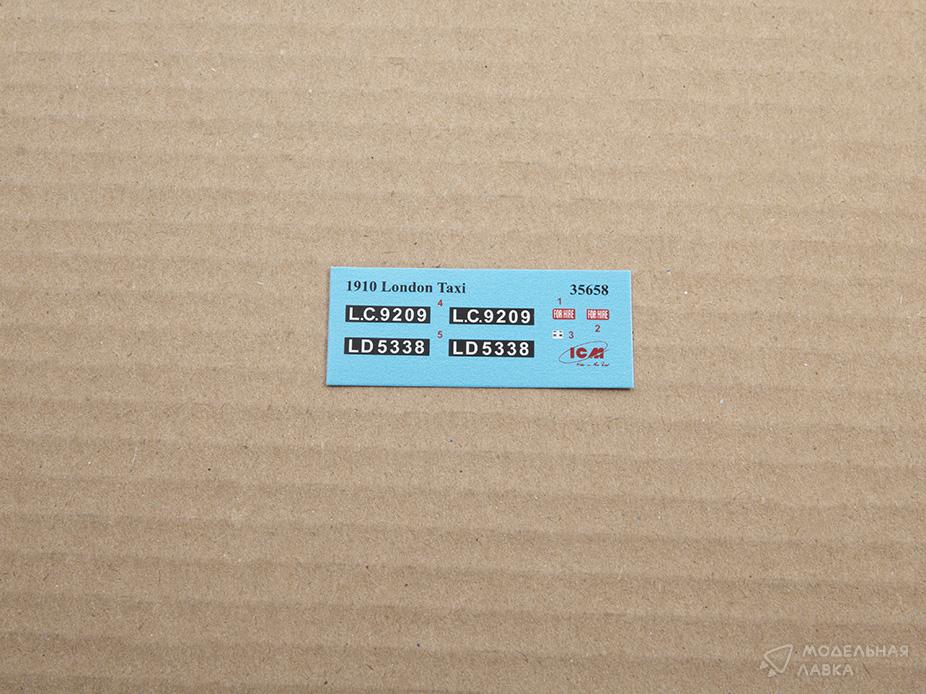 1910 London Taxi 35658
4 1
L.C.9209 L.C.9209 FOR HIRE FOR HIRE
5 3 2
LD5338 LD5338 ICM
МОДЕЛЬНАЯ
ЛАВКА